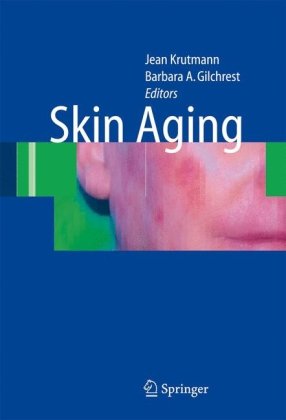 Jean Krutmann
Barbara A. Gilchrest
Editors
Skin Aging
Springer